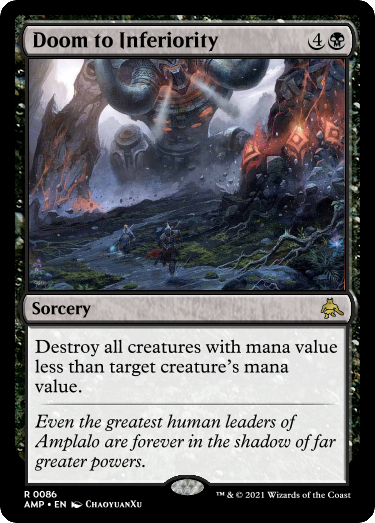 Doom to Inferiority 4
Sorcery
Destroy all creatures with mana value
less than target creature's mana
value.
Even the greatest human leaders of
Amplalo are forever in the shadow of far
greater powers.
R 0086
AMP • EN ChaoyuanXu
™ & © 2021 Wizards of the Coast